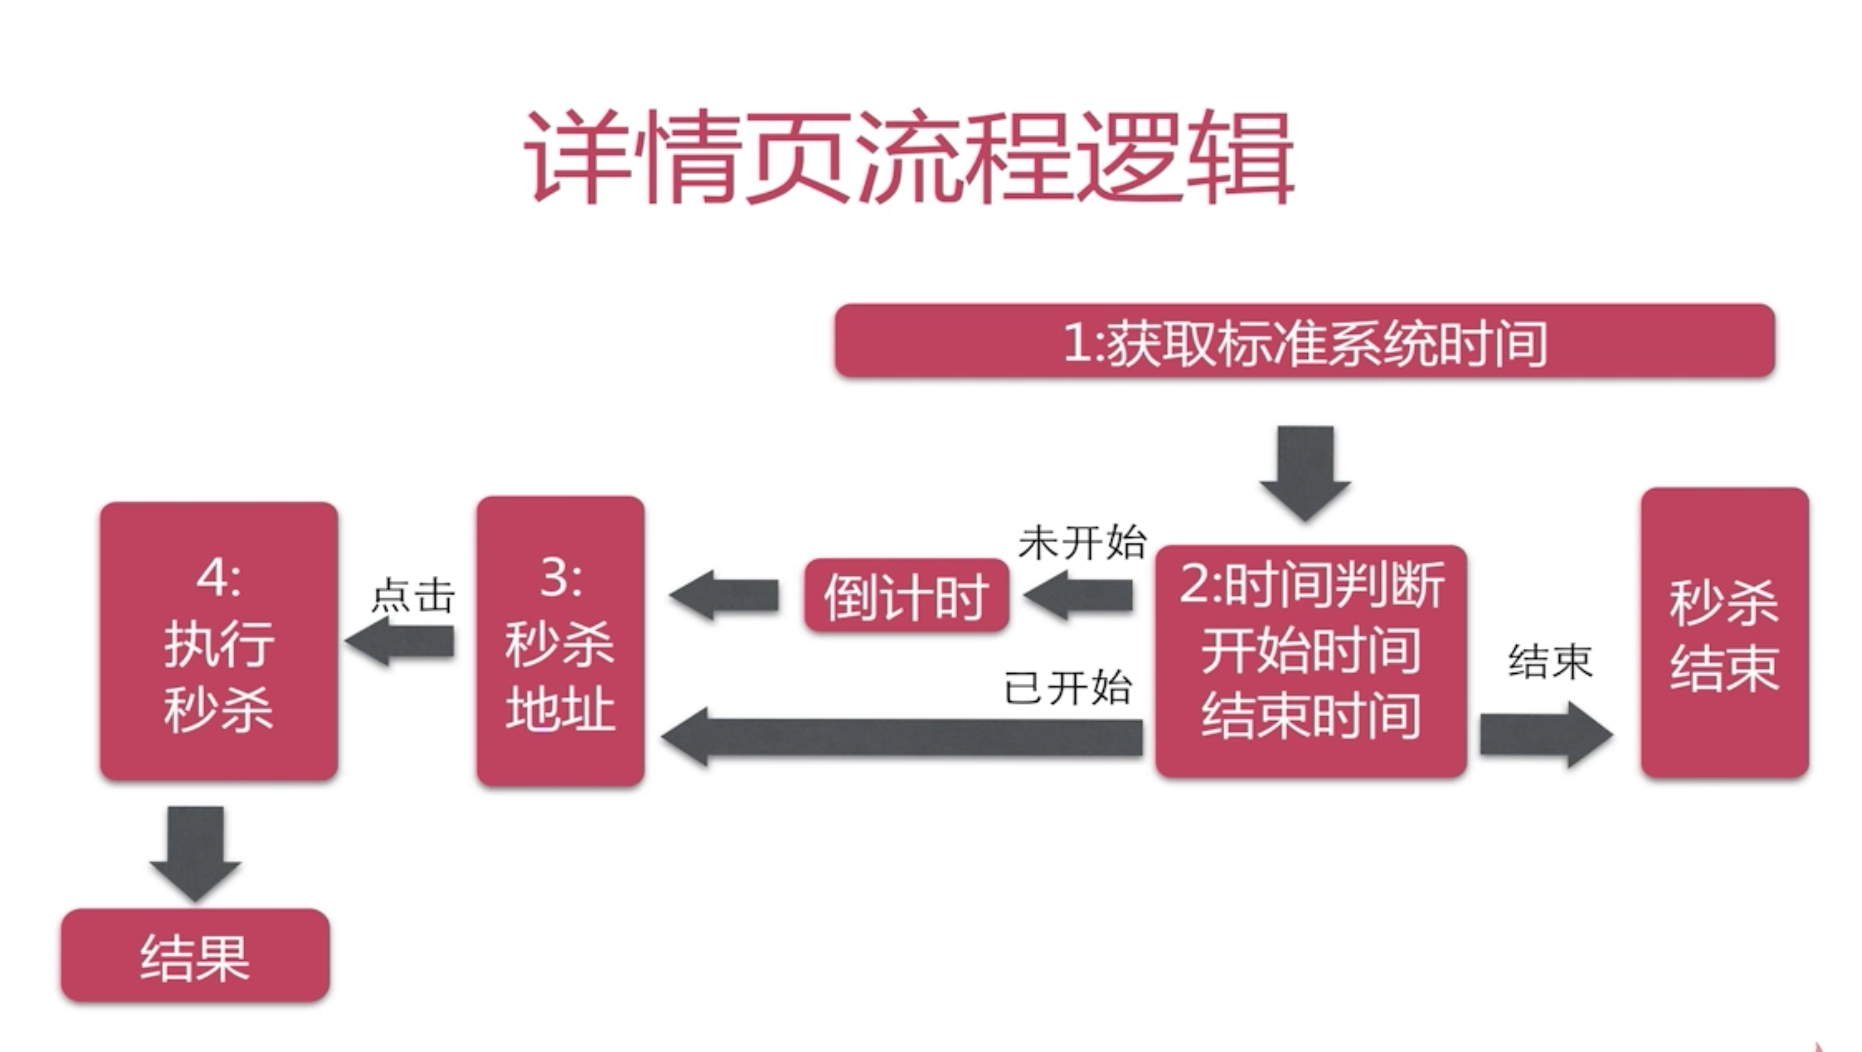 详情页流程逻辑
1:获取标准系统时间
2:时间判断
开始时间
结束时间
未开始
倒计时
已开始
结束
秒杀
结束
3:
秒杀
地址
点击
4:
执行
秒杀
结果